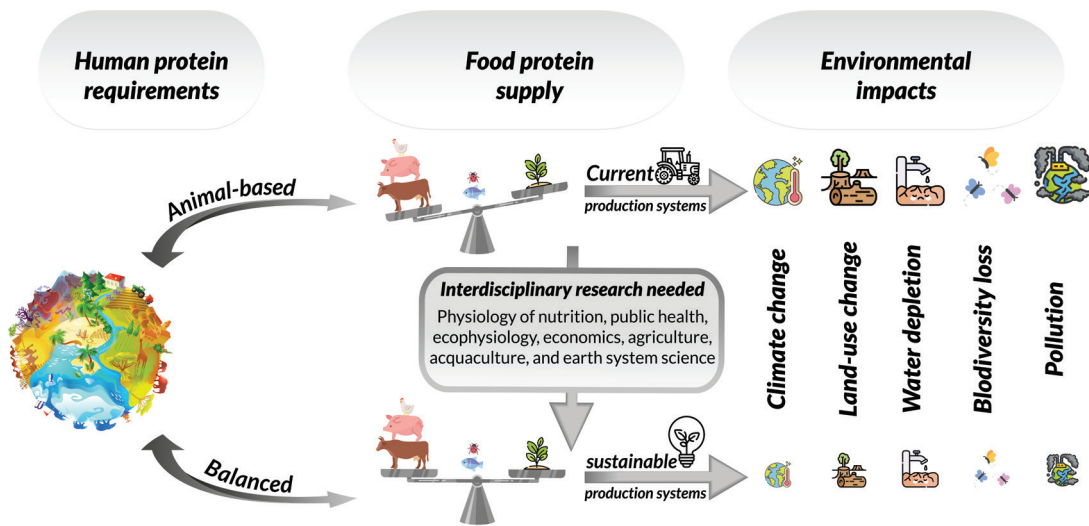 Human protein
requirements
Food protein
supply
Environmental
impacts
Animal-based
Current
production systems
Interdisciplinary research needed
Physiology of nutrition, public health,
ecophysiology, economics, agriculture,
acquaculture, and earth system science
Climate change
Land-use change
Water depletion
Blodiversity loss
Pollution
Balanced
sustainable
production systems